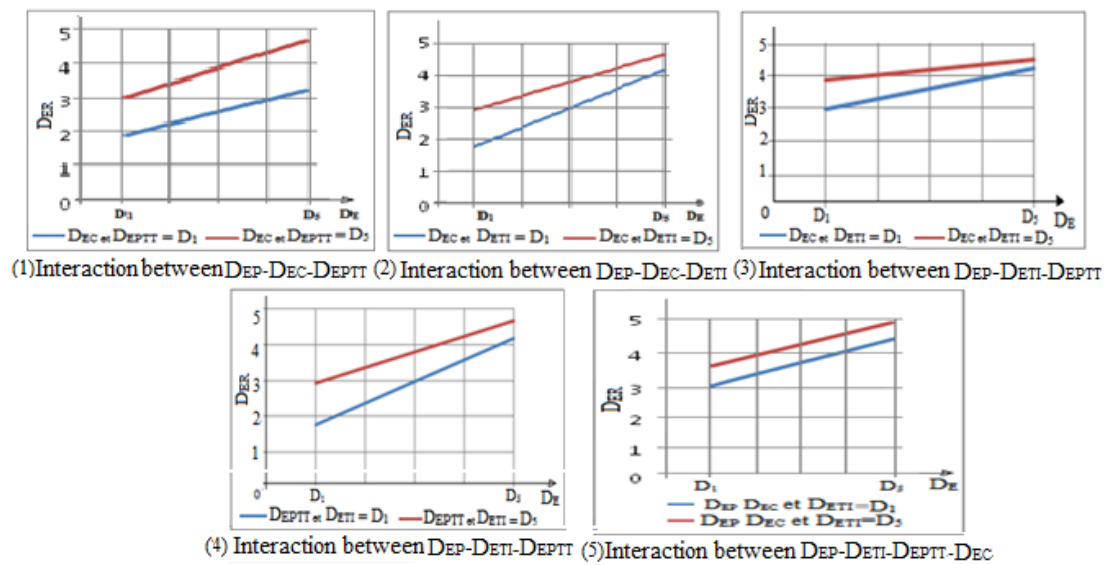 5
4
3
2
1
0
DER
D1
D5
DE
DEC et DEPTT = D1
DEC et DEPTT = D5
(1)Interaction between DEP-DEC-DEPTT
5
4
3
2
1
0
DER
D1
D5
DE
DEC et DETI = D1
DEC et DETI = D5
(2) Interaction between DEP-DEC-DETI
5
4
3
2
1
0
DER
D1
D5
DE
DEC et DETI = D1
DEC et DETI = D5
(3)Interaction between DEP-DETI-DEPTT
5
4
3
2
1
0
DER
D1
D5
DE
DEPTT et DETI = D1
DEPTT et DETI = D5
(4) Interaction between DEP-DETI-DEPTT
5
4
3
2
1
0
DER
D1
D5
DE
DEP DEC et DETI=D1
DEP DEC et DETI=D5
(5)Interaction between DEP-DETI-DEPTT-DEC